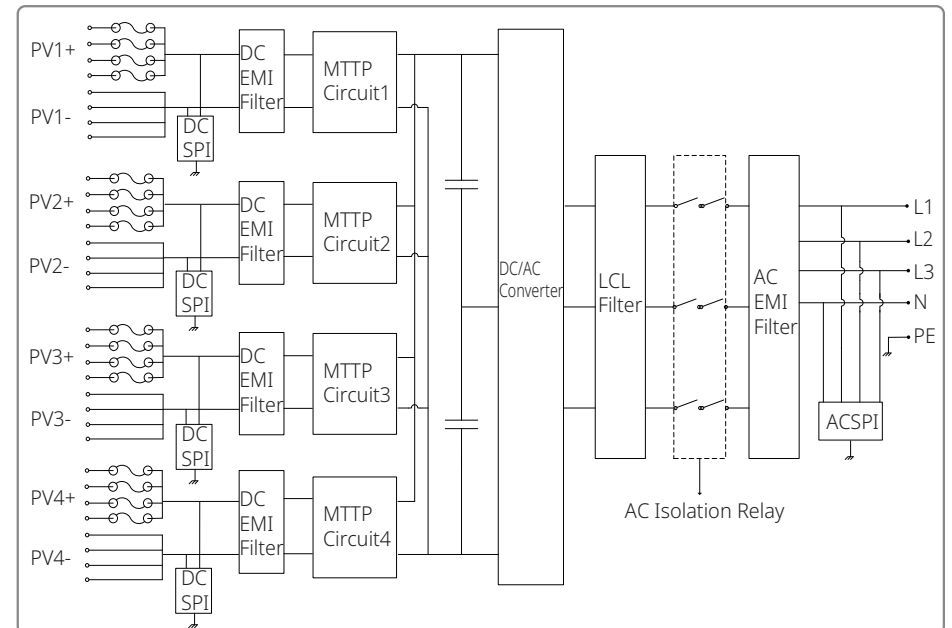 PV1+
PV1-
DC
SPI
DC
EMI
Filter
MTTP
Circuit1
PV2+
PV2-
DC
SPI
DC
EMI
Filter
MTTP
Circuit2
PV3+
PV3-
DC
SPI
DC
EMI
Filter
MTTP
Circuit3
PV4+
PV4-
DC
SPI
DC
EMI
Filter
MTTP
Circuit4
DC/AC
Converter
LCL
Filter
AC Isolation Relay
AC
EMI
Filter
L1
L2
L3
N
PE
ACSPI